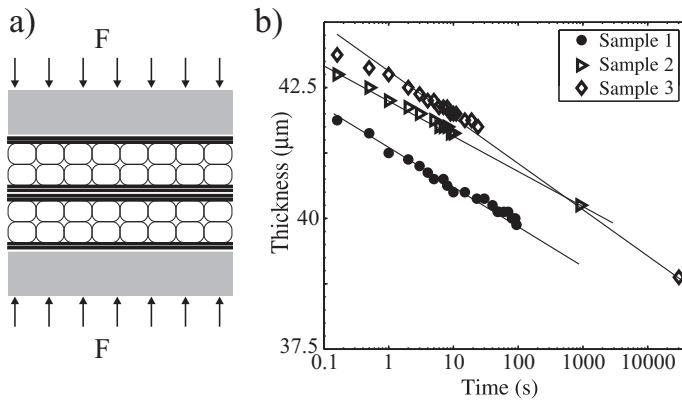 a)
F
F
b)
Sample 1
Sample 2
Sample 3
Thickness (μm)
42.5
40
37.5
0.1
1
10
100
1000
10000
Time (s)